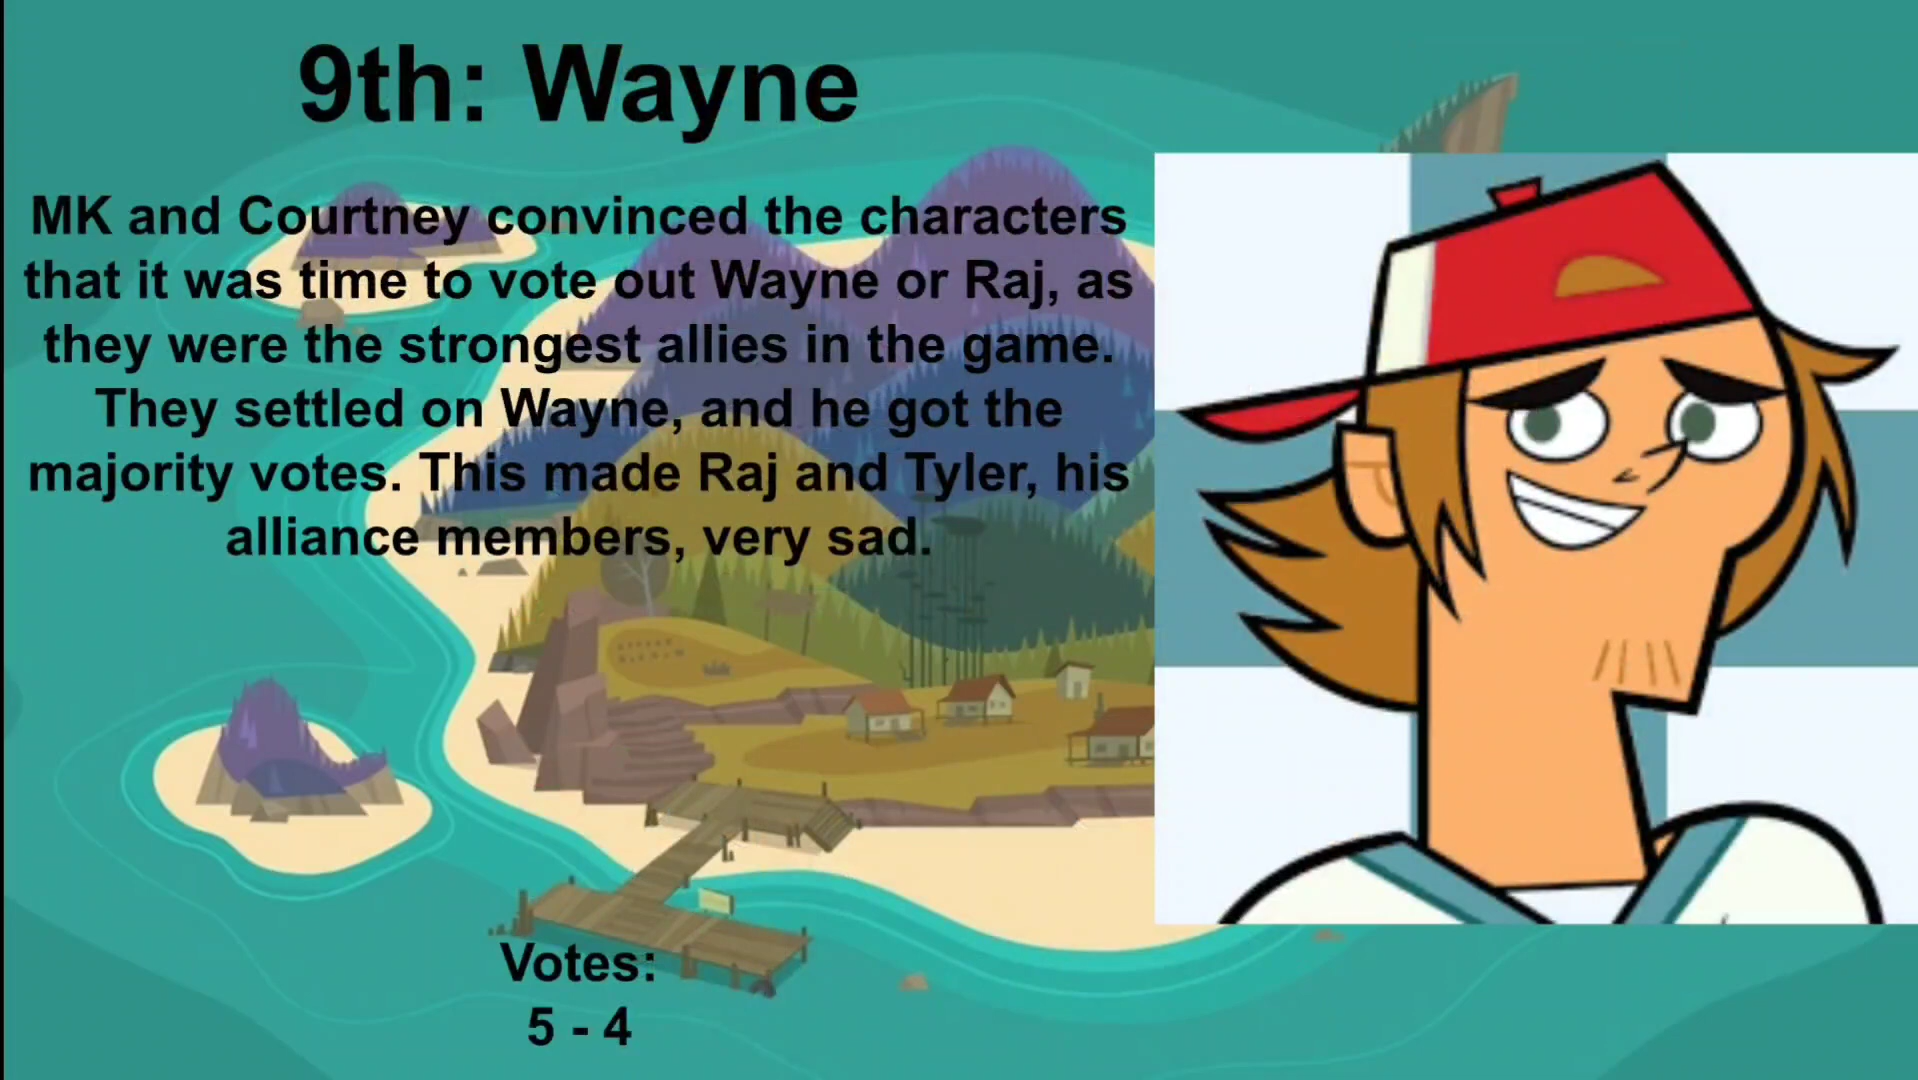 9th: Wayne
MK and Courtney convinced the characters
that it was time to vote out Wayne or Raj, as
they were the strongest allies in the game.
They settled on Wayne, and he got the
majority votes. This made Raj and Tyler, his
alliance members, very sad.
Votes:
5 - 4